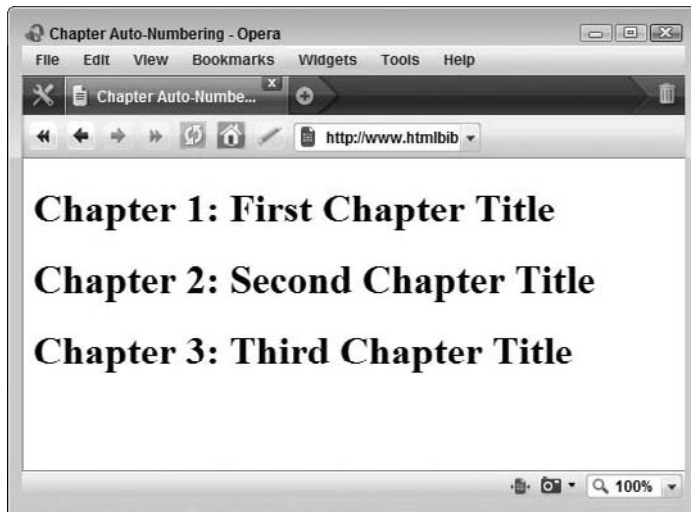 Chapter Auto-Numbering - Opera
File Edit View Bookmarks Widgets Tools Help
Chapter Auto-Numbe...
http://www.htmlbib
Chapter 1: First Chapter Title
Chapter 2: Second Chapter Title
Chapter 3: Third Chapter Title
100%